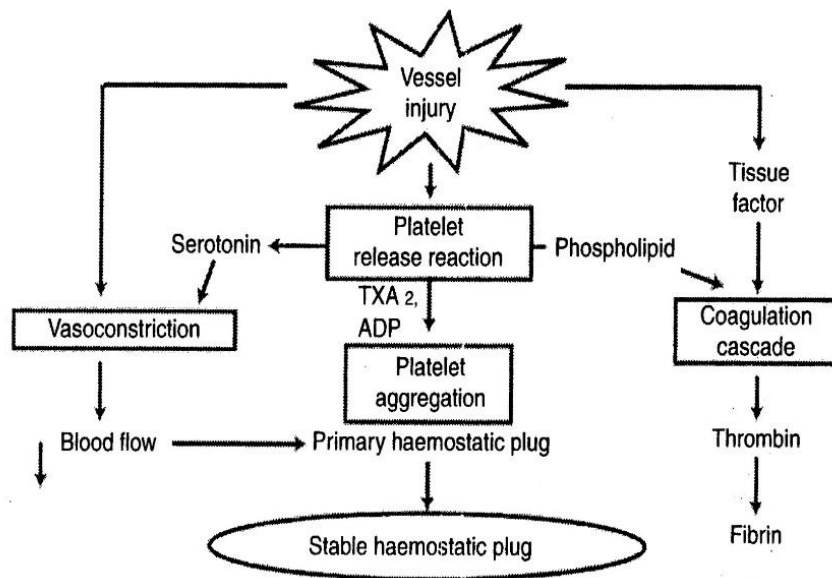 Vessel
injury
Tissue
factor
Platelet
release reaction
Serotonin
Phospholipid
TXA 2,
ADP
Vasoconstriction
Coagulation
cascade
Platelet
aggregation
Blood flow
Primary haemostatic plug
Thrombin
Stable haemostatic plug
Fibrin